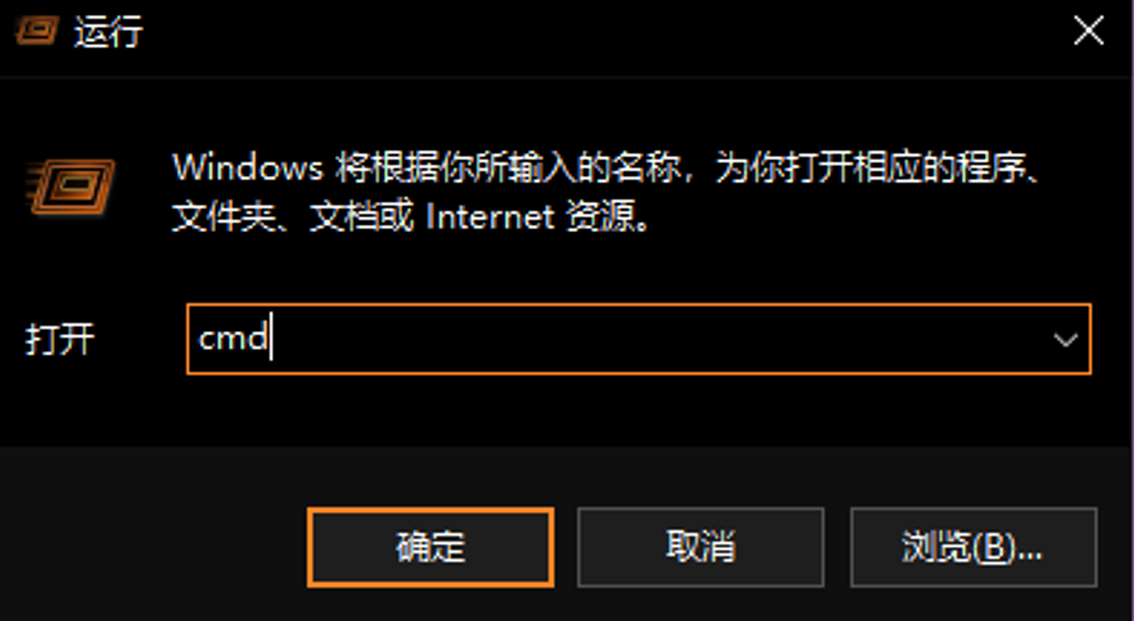 运行
Windows 将根据你所输入的名称，为你打开相应的程序、
文件夹、文档或 Internet 资源。
打开 cmd
确定 取消 浏览(B)...